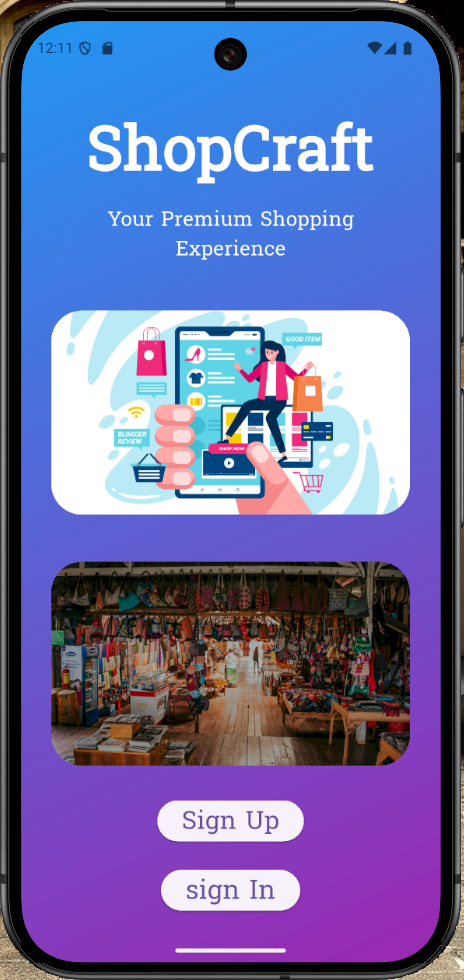 12:11
ShopCraft
Your Premium Shopping
Experience
GOOD ITEM
BLOGGER
REVIEW
SHOP NOW
Sign Up
sign In